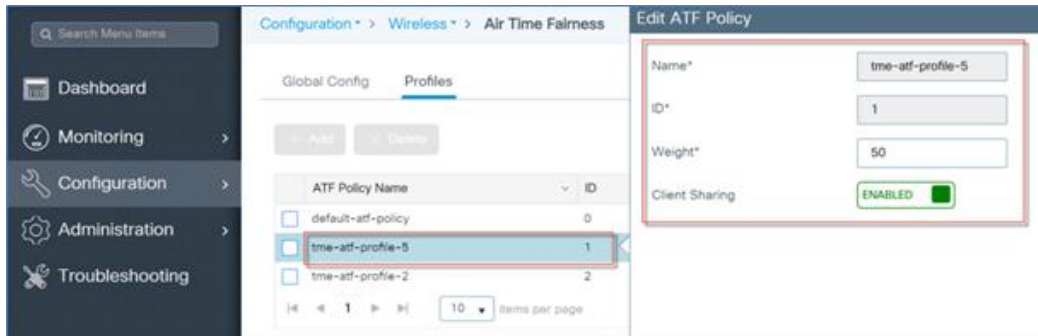 Search Menu Items
Dashboard
Monitoring
Configuration
Administration
Troubleshooting
Configuration > Wireless > Air Time Fairness
Global Config Profiles
+ Add × Delete
ATF Policy Name ID
default-atf-policy 0
tme-atf-profile-5 1
tme-atf-profile-2 2
1 10 items per page
Edit ATF Policy
Name* tme-atf-profile-5
ID* 1
Weight* 50
Client Sharing ENABLED